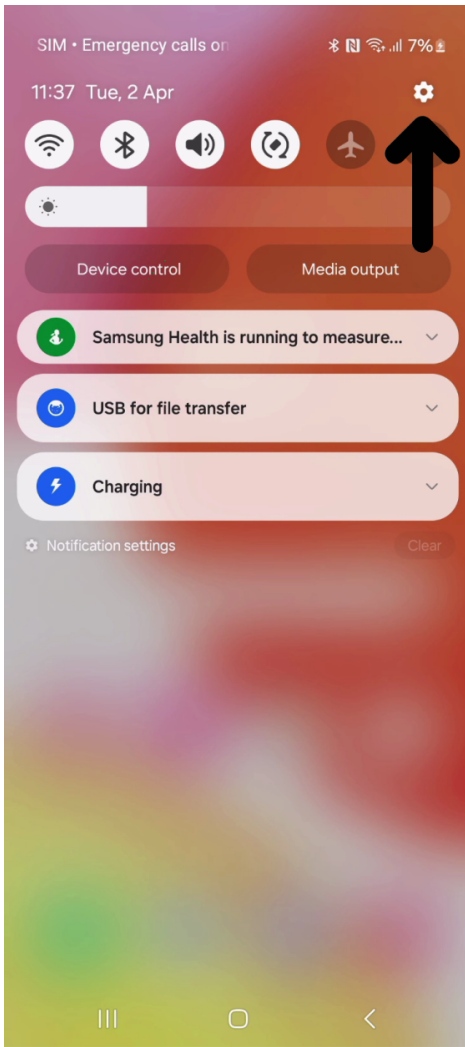 SIM • Emergency calls on
7%
11:37 Tue, 2 Apr
Device control
Media output
Samsung Health is running to measure...
USB for file transfer
Charging
Notification settings
Clear